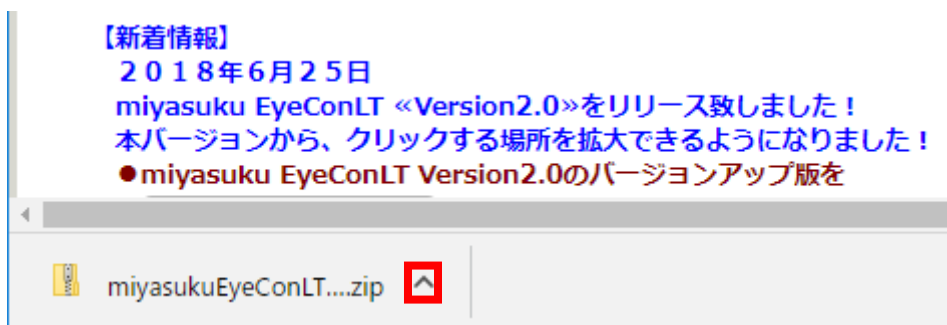 【新着情報】
２０１8年６月２５日
miyasuku EyeConLT ≪Version2.0≫をリリース致しました！
本バージョンから、クリックする場所を拡大できるようになりました！
●miyasuku EyeConLT Version2.0のバージョンアップ版を
miyasukuEyeConLT....zip